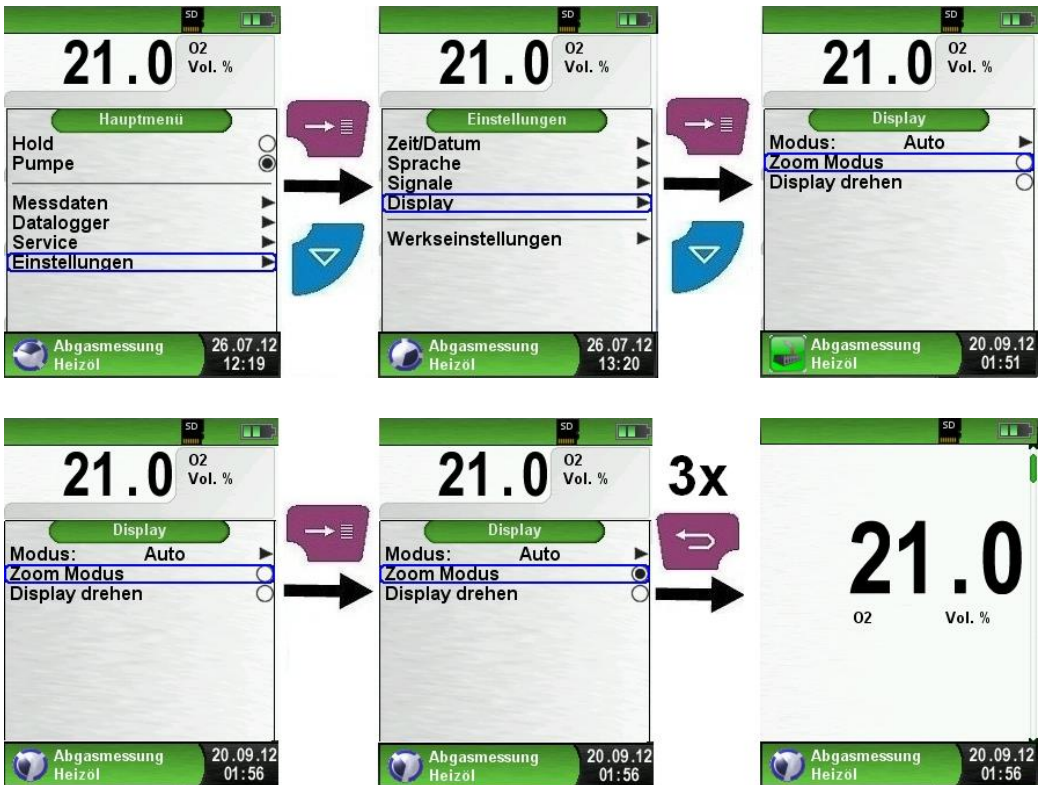 SD
21.0 O2
Vol. %
Hauptmenü
Hold
Pumpe
Messdaten
Datalogger
Service
Einstellungen
Abgasmessung 26.07.12
Heizöl 12:19
SD
21.0 O2
Vol. %
Einstellungen
Zeit/Datum
Sprache
Signale
Display
Werkseinstellungen
Abgasmessung 26.07.12
Heizöl 13:20
SD
21.0 O2
Vol. %
Display
Modus: Auto
Zoom Modus
Display drehen
Abgasmessung 20.09.12
Heizöl 01:51
SD
21.0 O2
Vol. %
Display
Modus: Auto
Zoom Modus
Display drehen
Abgasmessung 20.09.12
Heizöl 01:56
SD
21.0 O2
Vol. %
Display
Modus: Auto
Zoom Modus
Display drehen
Abgasmessung 20.09.12
Heizöl 01:56
3x
SD
21.0
O2 Vol. %
Abgasmessung 20.09.12
Heizöl 01:56